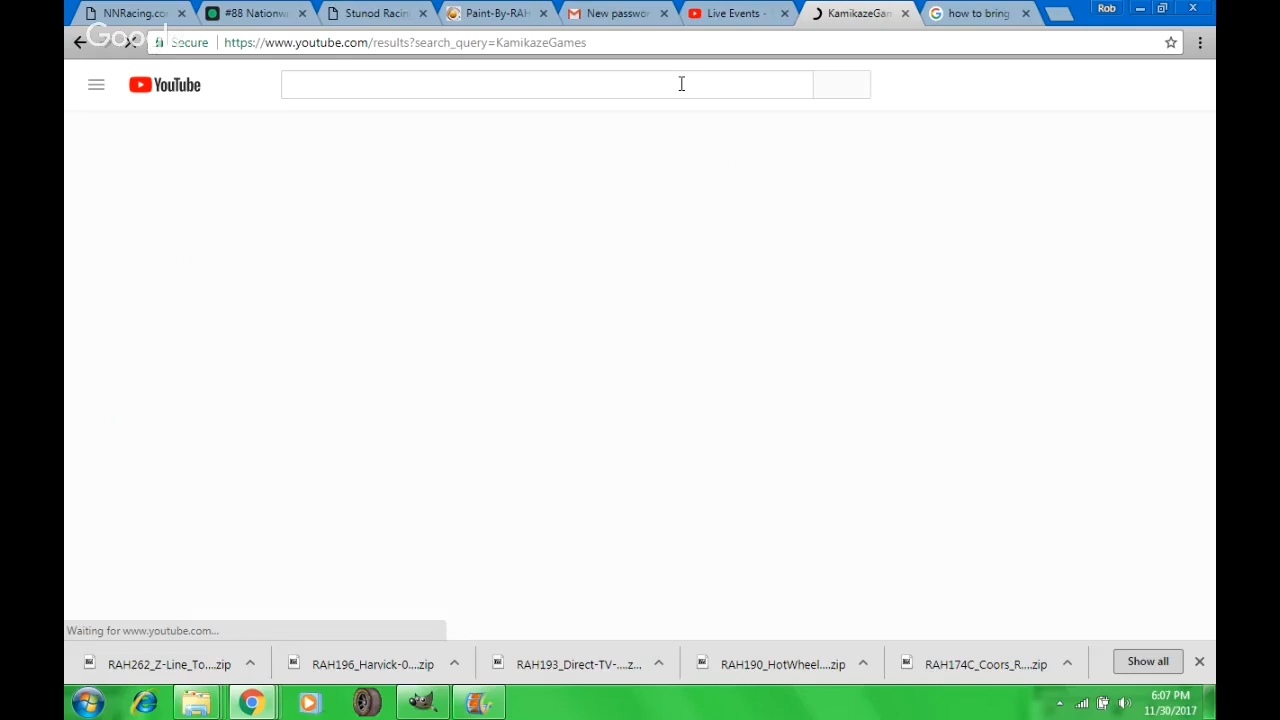 NNRacing.co
#88 Nationw
Stunod Racin
Paint-By-RAH
New passwor
Live Events -
KamikazeGam
how to bring
Rob
Secure
https://www.youtube.com/results?search_query=KamikazeGames
YouTube
Waiting for www.youtube.com...
RAH262_Z-Line_To....zip
RAH196_Harvick-0....zip
RAH193_Direct-TV-....z...
RAH190_HotWheel....zip
RAH174C_Coors_R....zip
Show all
6:07 PM
11/30/2017